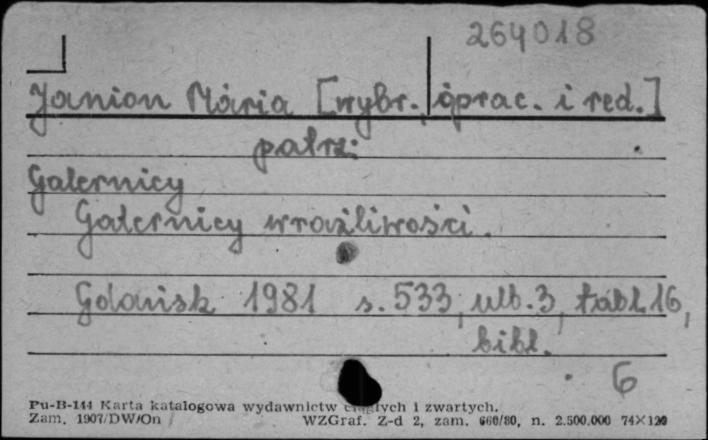 264018
Janion Maria [wybr., oprac. i red.]
patrz:
Galernicy
Galernicy wrażliwości.
Gdańsk 1981 s. 533, ulb. 3, tabl. 16,
bibl.
6
Pu-B-144 Karta katalogowa wydawnictw ciągłych i zwartych.
Zam. 1907/DW/On WZGraf. Z-d 2, zam. 660/80, n. 2.500.000 74×120